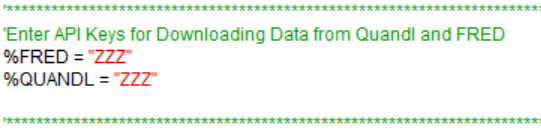 '************************************************************************
'Enter API Keys for Downloading Data from Quandl and FRED
%FRED = "ZZZ"
%QUANDL = "ZZZ"
'************************************************************************